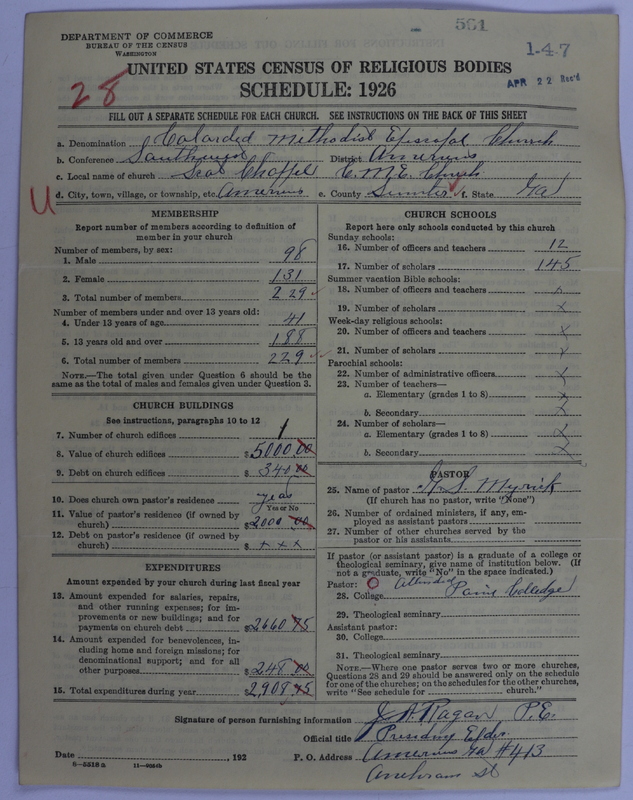 561
DEPARTMENT OF COMMERCE
BUREAU OF THE CENSUS
WASHINGTON
1-4-7
APR 22 Rec'd
28
UNITED STATES CENSUS OF RELIGIOUS BODIES
SCHEDULE: 1926
FILL OUT A SEPARATE SCHEDULE FOR EACH CHURCH. SEE INSTRUCTIONS ON THE BACK OF THIS SHEET
a. Denomination Colarded Methodist Episcopal Church
b. Conference Southwest District Americus
c. Local name of church Scot Chappel C.M.E. Church
d. City, town, village, or township, etc. Americus e. County Sumter f. State Ga
U
MEMBERSHIP
Report number of members according to definition of
member in your church
Number of members, by sex:
1. Male 98
2. Female 131
3. Total number of members 229
Number of members under and over 13 years old:
4. Under 13 years of age 41
5. 13 years old and over 188
6. Total number of members 229
NOTE.—The total given under Question 6 should be
the same as the total of males and females given under Question 3.
CHURCH BUILDINGS
See instructions, paragraphs 10 to 12
7. Number of church edifices 1
8. Value of church edifices $5000.00
9. Debt on church edifices $340.00
10. Does church own pastor's residence yeas
Yes or No
11. Value of pastor's residence (if owned by
church) $2000.00
12. Debt on pastor's residence (if owned by
church) $ x x x
EXPENDITURES
Amount expended by your church during last fiscal year
13. Amount expended for salaries, repairs,
and other running expenses; for im-
provements or new buildings; and for
payments on church debt $2660.75
14. Amount expended for benevolences, in-
cluding home and foreign missions; for
denominational support; and for all
other purposes $248.00
15. Total expenditures during year 2,908.75
CHURCH SCHOOLS
Report here only schools conducted by this church
Sunday schools:
16. Number of officers and teachers 12
17. Number of scholars 145
Summer vacation Bible schools:
18. Number of officers and teachers x
19. Number of scholars x
Week-day religious schools:
20. Number of officers and teachers x
21. Number of scholars x
Parochial schools:
22. Number of administrative officers x
23. Number of teachers—
a. Elementary (grades 1 to 8) x
b. Secondary x
24. Number of scholars—
a. Elementary (grades 1 to 8) x
b. Secondary x
PASTOR
25. Name of pastor Myrick
(If church has no pastor, write "None")
26. Number of ordained ministers, if any, em-
ployed as assistant pastors
27. Number of other churches served by the
pastor or his assistants
If pastor (or assistant pastor) is a graduate of a college or
theological seminary, give name of institution below. (If
not a graduate, write "No" in the space indicated.)
Pastor: O attended
28. College Paine Colledge
29. Theological seminary
Assistant pastor:
30. College
31. Theological seminary
NOTE.—Where one pastor serves two or more churches,
Questions 28 and 29 should be answered only on the schedule
for one of the churches; on the schedules for the other churches,
write "See schedule for church."
Signature of person furnishing information J. A. Ragan P.E.
Official title Presiding Elder
Date , 192 P. O. Address Americus Ga #413
8-5518a 11-9664b
St